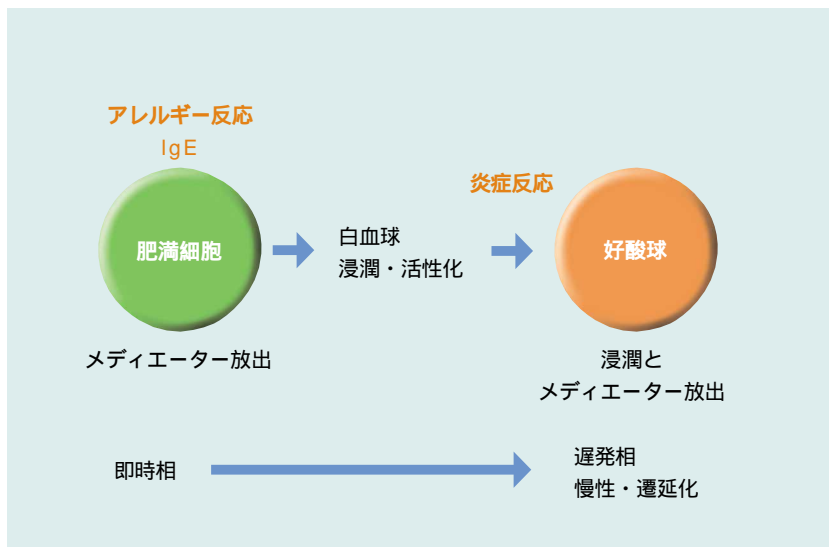 アレルギー反応
IgE
肥満細胞
メディエーター放出
白血球
浸潤・活性化
炎症反応
好酸球
浸潤と
メディエーター放出
即時相
遅発相
慢性・遷延化